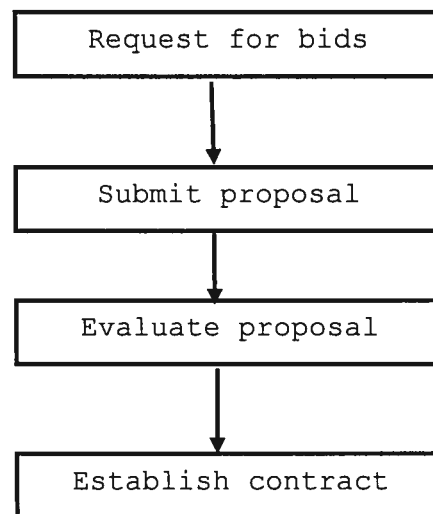 Request for bids
Submit proposal
Evaluate proposal
Establish contract